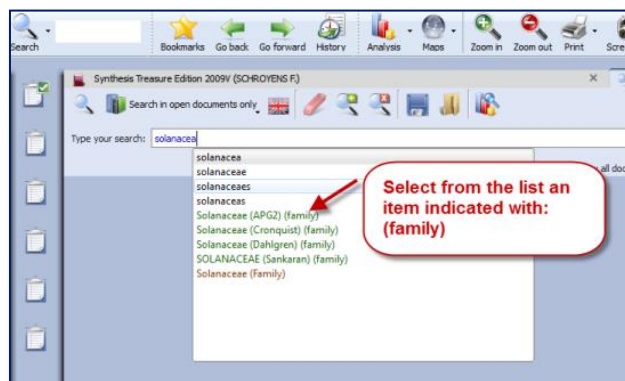 Search
Bookmarks Go back Go forward History Analysis Maps Zoom in Zoom out Print
Synthesis Treasure Edition 2009V (SCHROYENS F.)
Search in open documents only
Type your search: solanacea
solanacea
solanaceae
solanaceaes
solanaceas
Solanaceae (APG2) (family)
Solanaceae (Cronquist) (family)
Solanaceae (Dahlgren) (family)
SOLANACEAE (Sankaran) (family)
Solanaceae (Family)
Select from the list an
item indicated with:
(family)